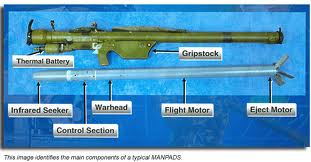 Gripstock
Thermal Battery
Infrared Seeker
Warhead
Flight Motor
Eject Motor
Control Section
This image identifies the main components of a typical MANPADS.